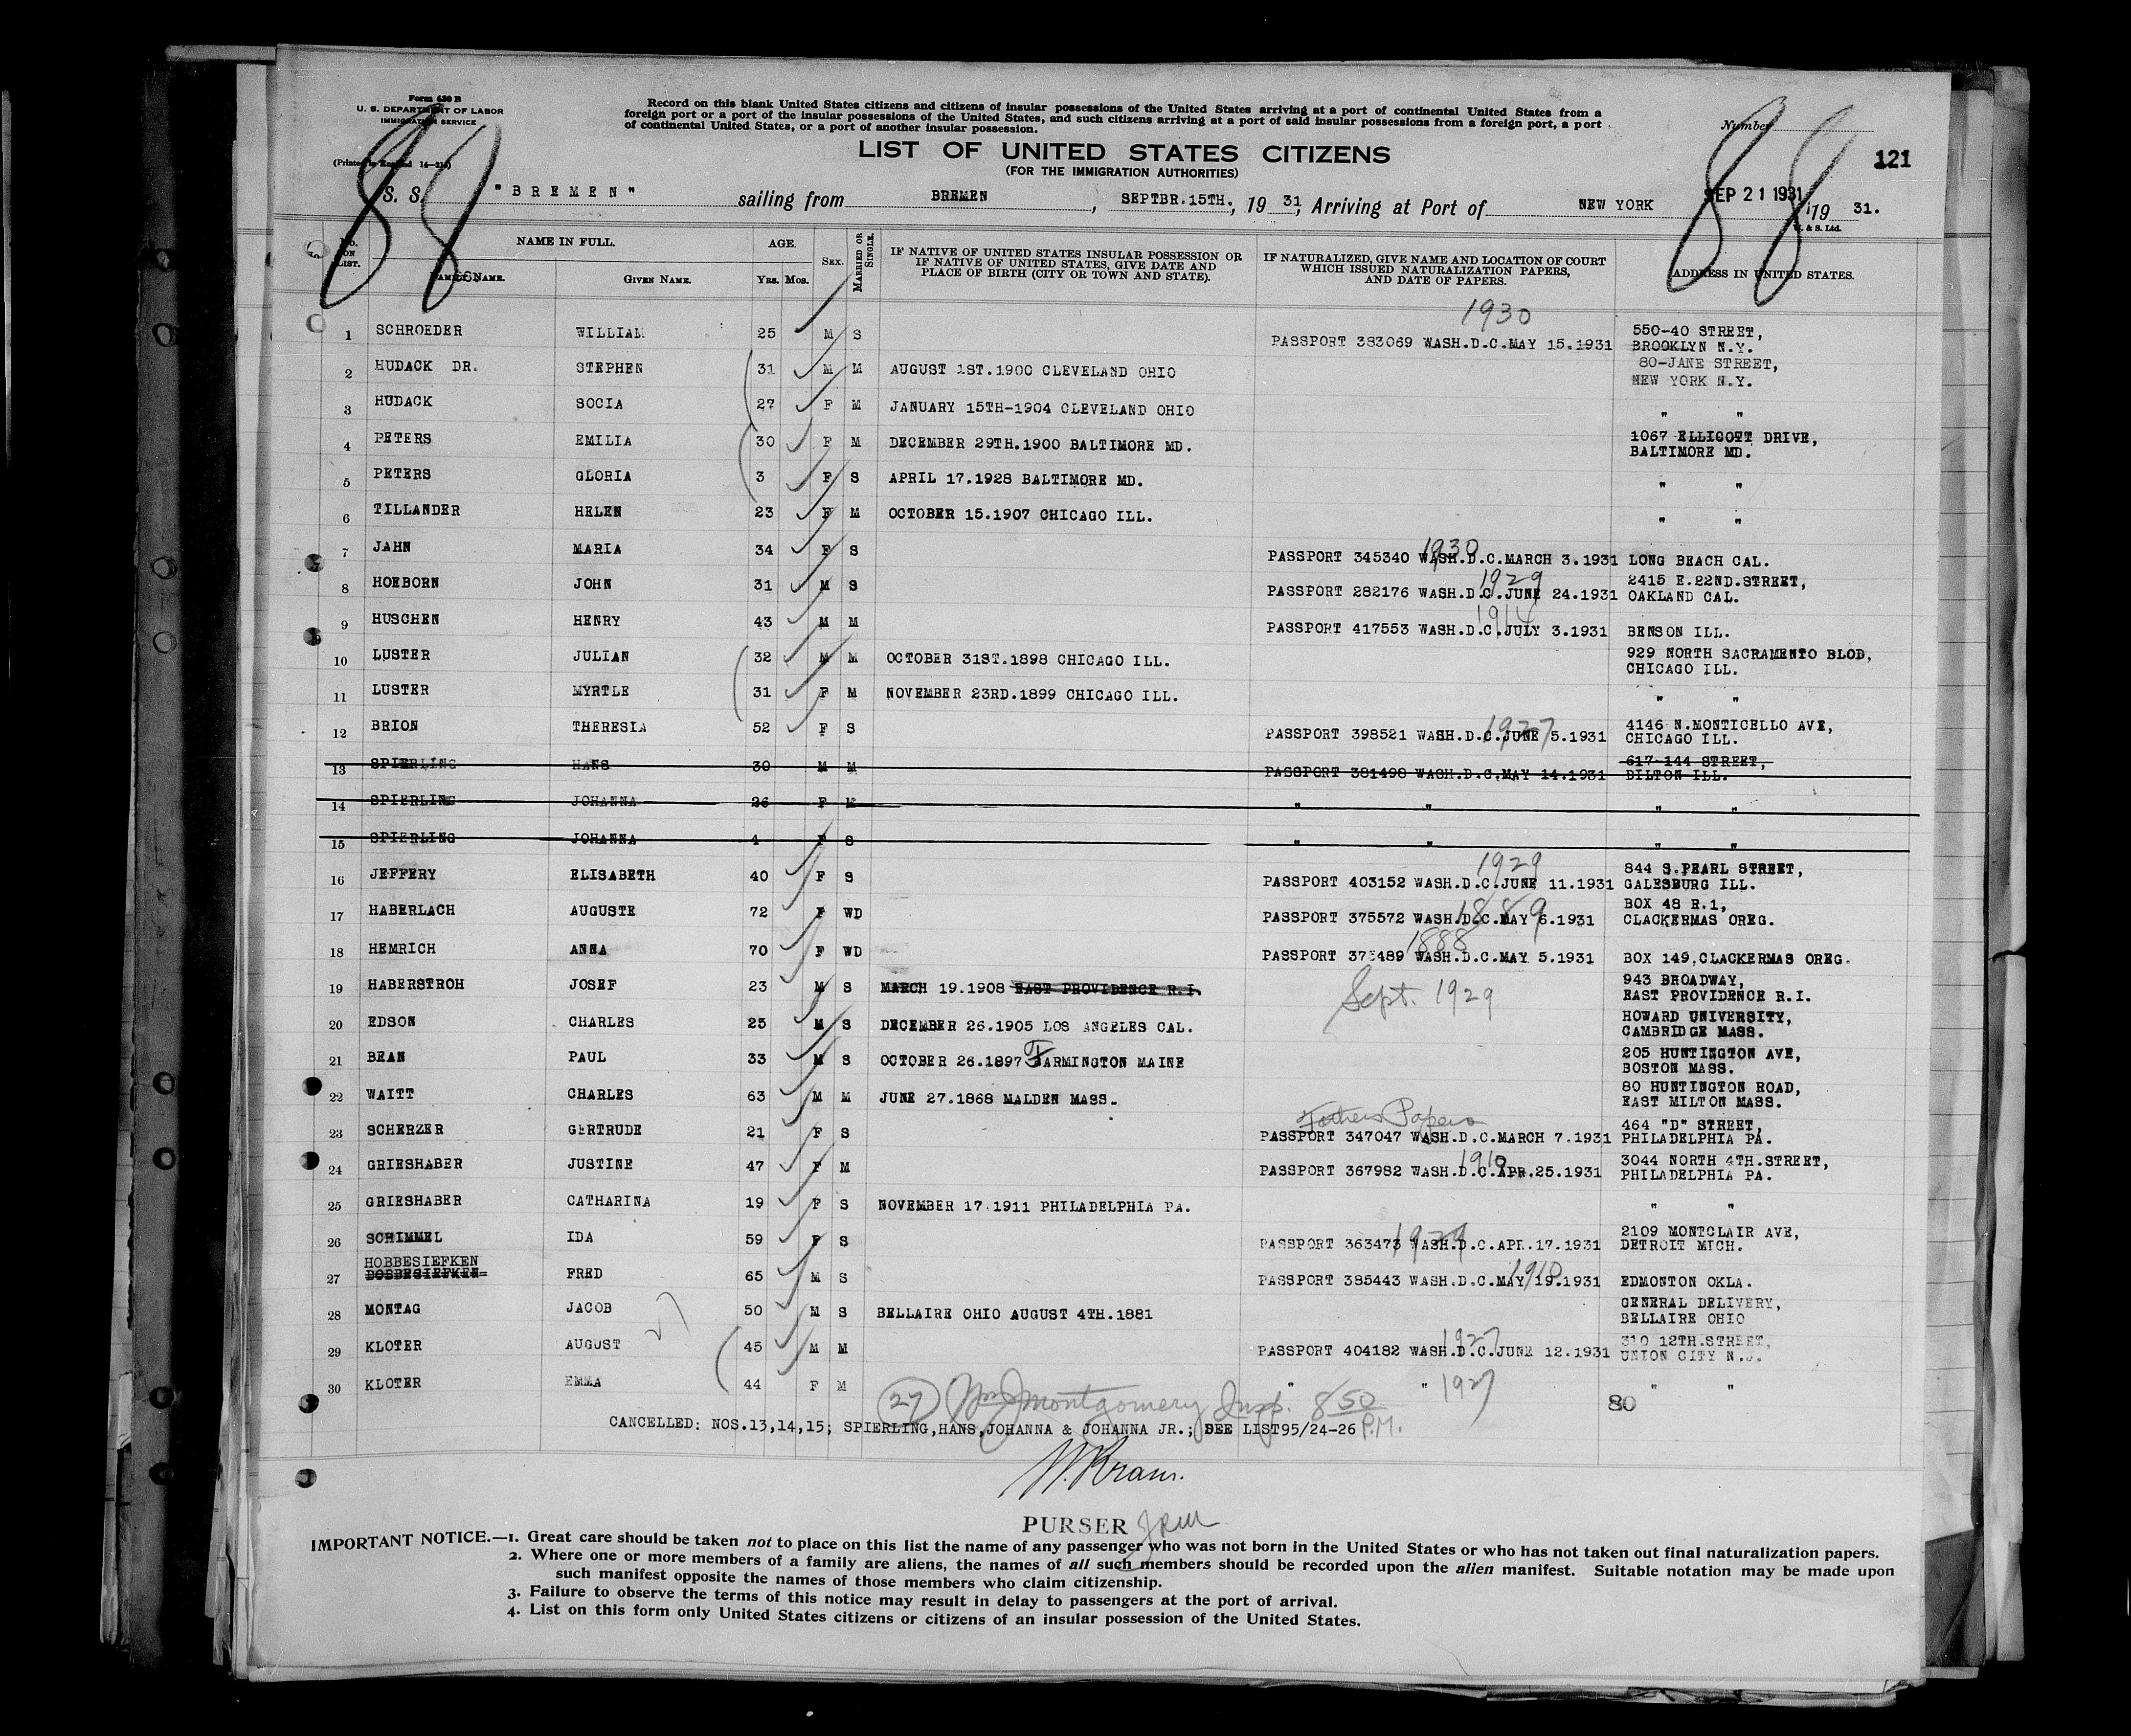 Form 630 B
U. S. DEPARTMENT OF LABOR
IMMIGRATION SERVICE
(Printed in England 14—316)
Record on this blank United States citizens and citizens of insular possessions of the United States arriving at a port of continental United States from a
foreign port or a port of the insular possessions of the United States, and such citizens arriving at a port of said insular possessions from a foreign port, a port
of continental United States, or a port of another insular possession.
Number
88
88
121
LIST OF UNITED STATES CITIZENS
(FOR THE IMMIGRATION AUTHORITIES)
S. S. "BREMEN" sailing from BREMEN, SEPTBR.15TH., 19 31, Arriving at Port of NEW YORK SEP 21 1931, 19 31.
W. & S. Ltd.
No. ON LIST. NAME IN FULL. AGE. SEX. MARRIED OR SINGLE. IF NATIVE OF UNITED STATES INSULAR POSSESSION OR IF NATIVE OF UNITED STATES, GIVE DATE AND PLACE OF BIRTH (CITY OR TOWN AND STATE). IF NATURALIZED, GIVE NAME AND LOCATION OF COURT WHICH ISSUED NATURALIZATION PAPERS, AND DATE OF PAPERS. ADDRESS IN UNITED STATES.
FAMILY NAME. GIVEN NAME. YRS. MOS.
1930
1 SCHROEDER WILLIAM 25 M S PASSPORT 383069 WASH.D.C.MAY 15.1931 550-40 STREET, BROOKLYN N.Y.
2 HUDACK DR. STEPHEN 31 M M AUGUST 1ST.1900 CLEVELAND OHIO 80-JANE STREET, NEW YORK N.Y.
3 HUDACK SOCIA 27 F M JANUARY 15TH-1904 CLEVELAND OHIO " "
4 PETERS EMILIA 30 F M DECEMBER 29TH.1900 BALTIMORE MD. 1067 ELLICOTT DRIVE, BALTIMORE MD.
5 PETERS GLORIA 3 F S APRIL 17.1928 BALTIMORE MD. " "
6 TILLANDER HELEN 23 F M OCTOBER 15.1907 CHICAGO ILL. " "
1930
7 JAHN MARIA 34 F S PASSPORT 345340 WASH.D.C.MARCH 3.1931 LONG BEACH CAL.
1929
8 HOEBORN JOHN 31 M S PASSPORT 282176 WASH.D.C.JUNE 24.1931 2415 E.22ND.STREET, OAKLAND CAL.
1914
9 HUSCHEN HENRY 43 M M PASSPORT 417553 WASH.D.C.JULY 3.1931 BENSON ILL.
10 LUSTER JULIAN 32 M M OCTOBER 31ST.1898 CHICAGO ILL. 929 NORTH SACRAMENTO BLOD, CHICAGO ILL.
11 LUSTER MYRTLE 31 F M NOVEMBER 23RD.1899 CHICAGO ILL. " "
1927
12 BRION THERESIA 52 F S PASSPORT 398521 WASH.D.C.JUNE 5.1931 4146 N.MONTICELLO AVE, CHICAGO ILL.
13 SPIERLING HANS 30 M M PASSPORT 381498 WASH.D.C.MAY 14.1931 617-144 STREET, DILTON ILL.
14 SPIERLING JOHANNA 26 F M " " " "
15 SPIERLING JOHANNA 4 F S " " " "
1929
16 JEFFERY ELISABETH 40 F S PASSPORT 403152 WASH.D.C.JUNE 11.1931 844 S.PEARL STREET, GALESBURG ILL.
1889
17 HABERLACH AUGUSTE 72 F WD PASSPORT 375572 WASH.D.C.MAY 6.1931 BOX 48 R.1, CLACKERMAS OREG.
1888
18 HEMRICH ANNA 70 F WD PASSPORT 375489 WASH.D.C.MAY 5.1931 BOX 149,CLACKERMAS OREG.
19 HABERSTROH JOSEF 23 M S MARCH 19.1908 EAST PROVIDENCE R.I. Sept. 1929 943 BROADWAY, EAST PROVIDENCE R.I.
20 EDSON CHARLES 25 M S DECEMBER 26.1905 LOS ANGELES CAL. HOWARD UNIVERSITY, CAMBRIDGE MASS.
21 BEAN PAUL 33 M S OCTOBER 26.1897 FARMINGTON MAINE 205 HUNTINGTON AVE, BOSTON MASS.
22 WAITT CHARLES 63 M M JUNE 27.1868 MALDEN MASS. 80 HUNTINGTON ROAD, EAST MILTON MASS.
Fathers Papers
23 SCHERZER GERTRUDE 21 F S PASSPORT 347047 WASH.D.C.MARCH 7.1931 464 "D" STREET, PHILADELPHIA PA.
1910
24 GRIESHABER JUSTINE 47 F M PASSPORT 367982 WASH.D.C.APR.25.1931 3044 NORTH 4TH.STREET, PHILADELPHIA PA.
25 GRIESHABER CATHARINA 19 F S NOVEMBER 17.1911 PHILADELPHIA PA. " "
1929
26 SCHIMMEL IDA 59 F S PASSPORT 363473 WASH.D.C.APR.17.1931 2109 MONTCLAIR AVE, DETROIT MICH.
HOBBESIEFKEN 1910
27 DOBBESIEFKEN= FRED 65 M S PASSPORT 385443 WASH.D.C.MAY 19.1931 EDMONTON OKLA.
28 MONTAG JACOB 50 M S BELLAIRE OHIO AUGUST 4TH.1881 GENERAL DELIVERY, BELLAIRE OHIO
1927
29 KLOTER AUGUST 45 M M PASSPORT 404182 WASH.D.C.JUNE 12.1931 310 12TH.STREET, UNION CITY N.J.
30 KLOTER EMMA 44 F M " " 1927 " "
27 Wm J Montgomery Insp. 8 50 P.M. 80
CANCELLED: NOS.13,14,15; SPIERLING,HANS,JOHANNA & JOHANNA JR.; SEE LIST95/24-26
W. Kraus.
PURSER JRM
IMPORTANT NOTICE.—1. Great care should be taken not to place on this list the name of any passenger who was not born in the United States or who has not taken out final naturalization papers.
2. Where one or more members of a family are aliens, the names of all such members should be recorded upon the alien manifest. Suitable notation may be made upon
such manifest opposite the names of those members who claim citizenship.
3. Failure to observe the terms of this notice may result in delay to passengers at the port of arrival.
4. List on this form only United States citizens or citizens of an insular possession of the United States.